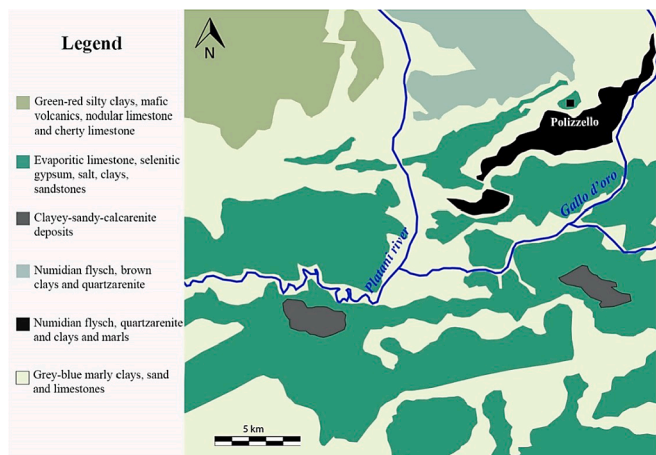 Legend
N
Green-red silty clays, mafic
volcanics, nodular limestone
and cherty limestone
Evaporitic limestone, selenitic
gypsum, salt, clays,
sandstones
Clayey-sandy-calcarenite
deposits
Numidian flysch, brown
clays and quartzarenite
Numidian flysch, quartzarenite
and clays and marls
Grey-blue marly clays, sand
and limestones
Polizzello
Gallo d'oro
Platani river
5 km